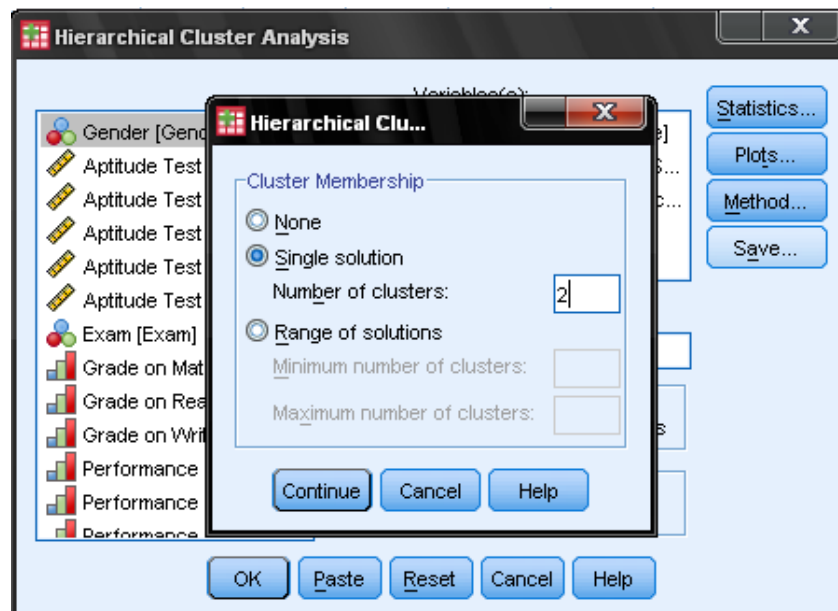 Hierarchical Cluster Analysis
X
Variables(s):
Hierarchical Clu...
X
Gender [Gend
Aptitude Test
Aptitude Test
Aptitude Test
Aptitude Test
Aptitude Test
Exam [Exam]
Grade on Mat
Grade on Rea
Grade on Writ
Performance
Performance
Performance
e]
S...
c...
s
Cluster Membership
None
Single solution
Number of clusters: 2
Range of solutions
Minimum number of clusters:
Maximum number of clusters:
Continue Cancel Help
Statistics...
Plots...
Method...
Save...
OK Paste Reset Cancel Help